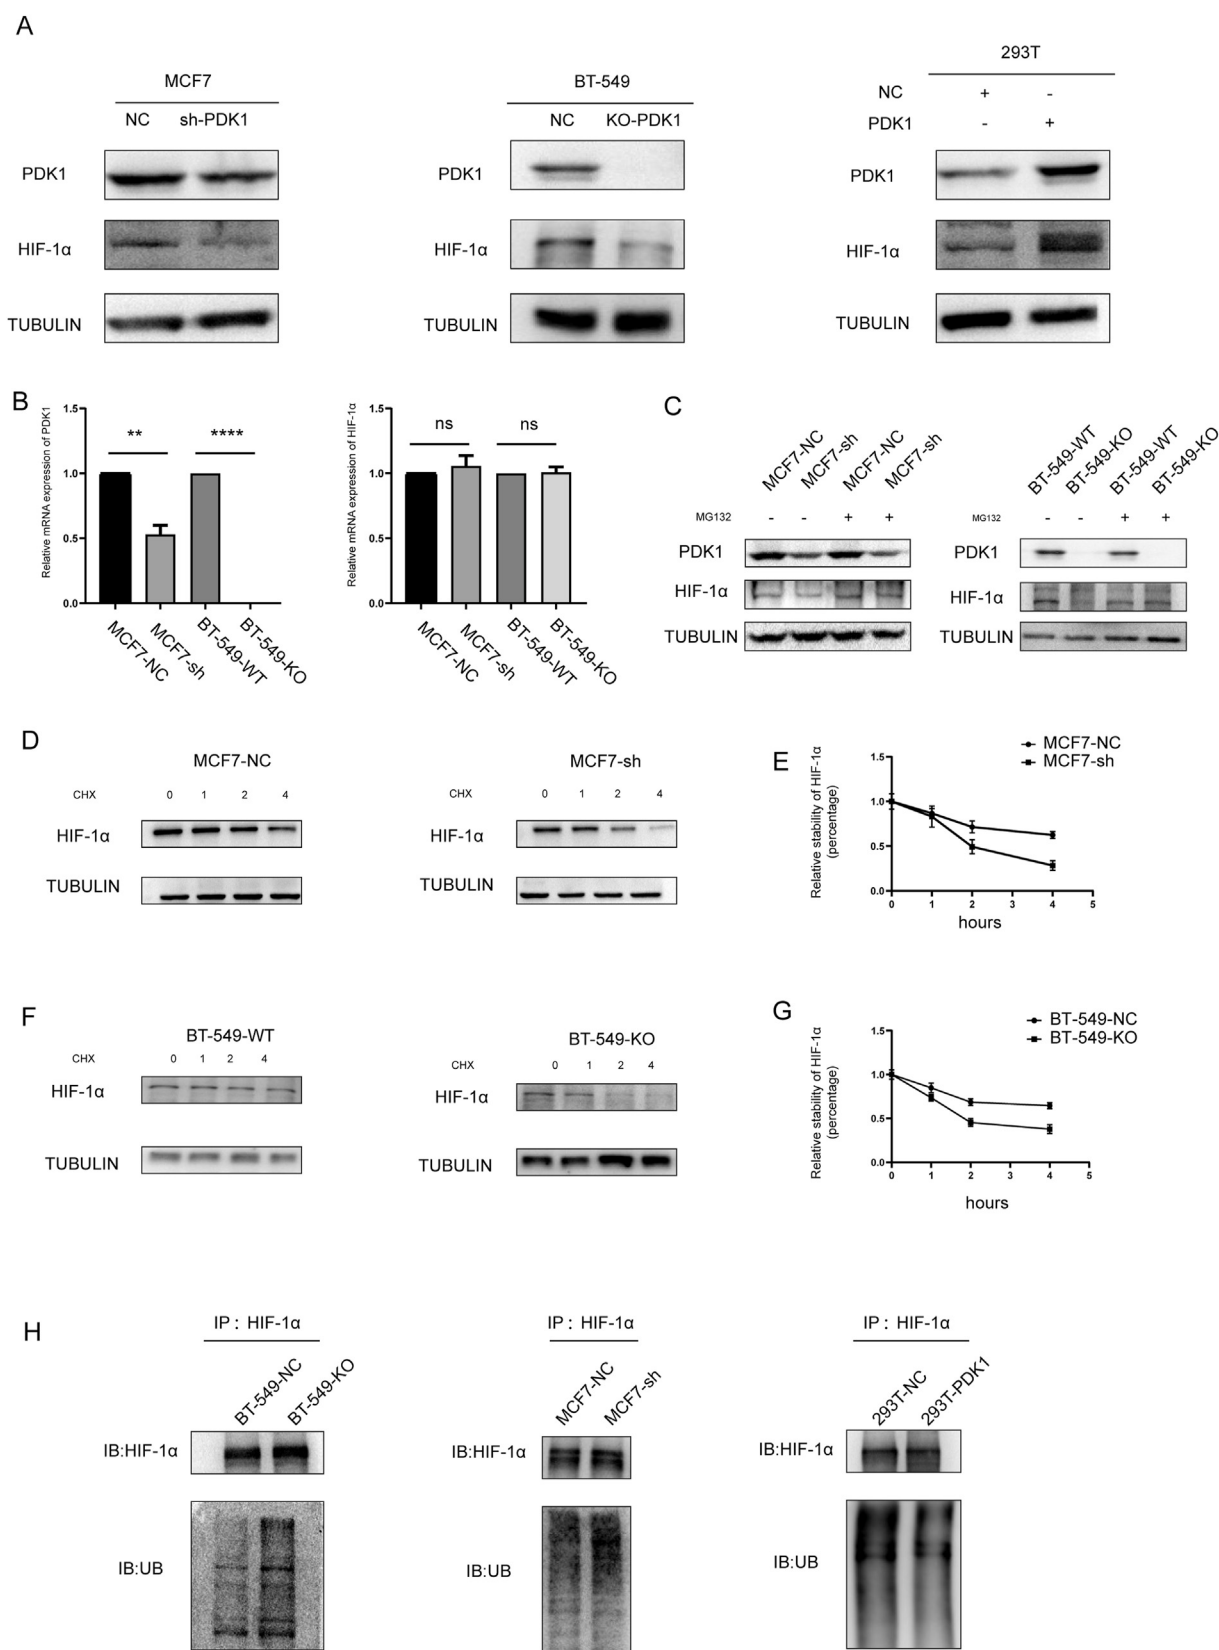 A
MCF7
NC sh-PDK1
PDK1
HIF-1α
TUBULIN
BT-549
NC KO-PDK1
PDK1
HIF-1α
TUBULIN
293T
NC + -
PDK1 - +
PDK1
HIF-1α
TUBULIN
B
Relative mRNA expression of PDK1
1.5
1.0
0.5
0.0
** ****
MCF7-NC
MCF7-sh
BT-549-WT
BT-549-KO
Relative mRNA expression of HIF-1α
1.5
1.0
0.5
0.0
ns ns
MCF7-NC
MCF7-sh
BT-549-WT
BT-549-KO
C
MCF7-NC
MCF7-sh
MCF7-NC
MCF7-sh
MG132 - - + +
PDK1
HIF-1α
TUBULIN
BT-549-WT
BT-549-KO
BT-549-WT
BT-549-KO
MG132 - - + +
PDK1
HIF-1α
TUBULIN
D
MCF7-NC
CHX 0 1 2 4
HIF-1α
TUBULIN
MCF7-sh
CHX 0 1 2 4
HIF-1α
TUBULIN
E
MCF7-NC
MCF7-sh
Relative stability of HIF-1α
(percentage)
1.5
1.0
0.5
0.0
0 1 2 3 4 5
hours
F
BT-549-WT
CHX 0 1 2 4
HIF-1α
TUBULIN
BT-549-KO
CHX 0 1 2 4
HIF-1α
TUBULIN
G
BT-549-NC
BT-549-KO
Relative stability of HIF-1α
(percentage)
1.5
1.0
0.5
0.0
0 1 2 3 4 5
hours
H
IP : HIF-1α
BT-549-NC
BT-549-KO
IB:HIF-1α
IB:UB
IP : HIF-1α
MCF7-NC
MCF7-sh
IB:HIF-1α
IB:UB
IP : HIF-1α
293T-NC
293T-PDK1
IB:HIF-1α
IB:UB